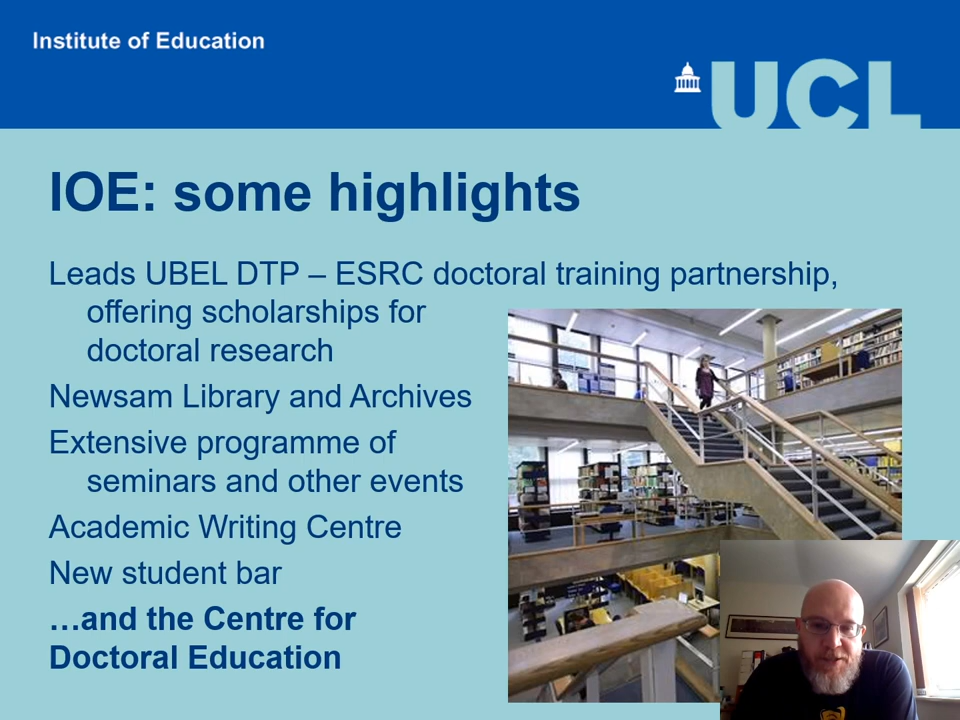 Institute of Education
UCL
IOE: some highlights
Leads UBEL DTP – ESRC doctoral training partnership,
offering scholarships for
doctoral research
Newsam Library and Archives
Extensive programme of
seminars and other events
Academic Writing Centre
New student bar
…and the Centre for
Doctoral Education